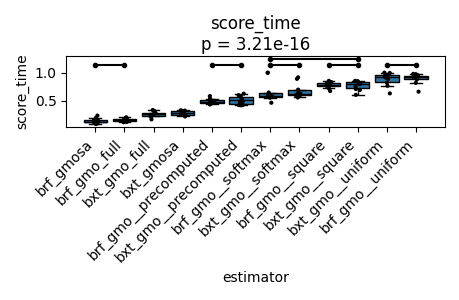 score_time
p = 3.21e-16
score_time
1.0
0.5
brf_gmosa
brf_gmo_full
bxt_gmo_full
bxt_gmosa
brf_gmo__precomputed
bxt_gmo__precomputed
brf_gmo__softmax
bxt_gmo__softmax
brf_gmo__square
bxt_gmo__square
bxt_gmo__uniform
brf_gmo__uniform
estimator